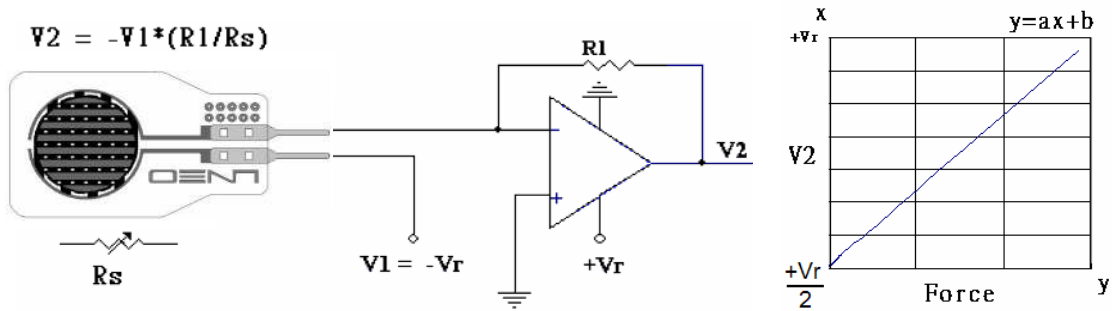 V2 = -V1*(R1/Rs)
Rs
V1 = -Vr
R1
-
+
+Vr
V2
x
y=ax+b
+Vr
V2
+Vr
2
Force
y